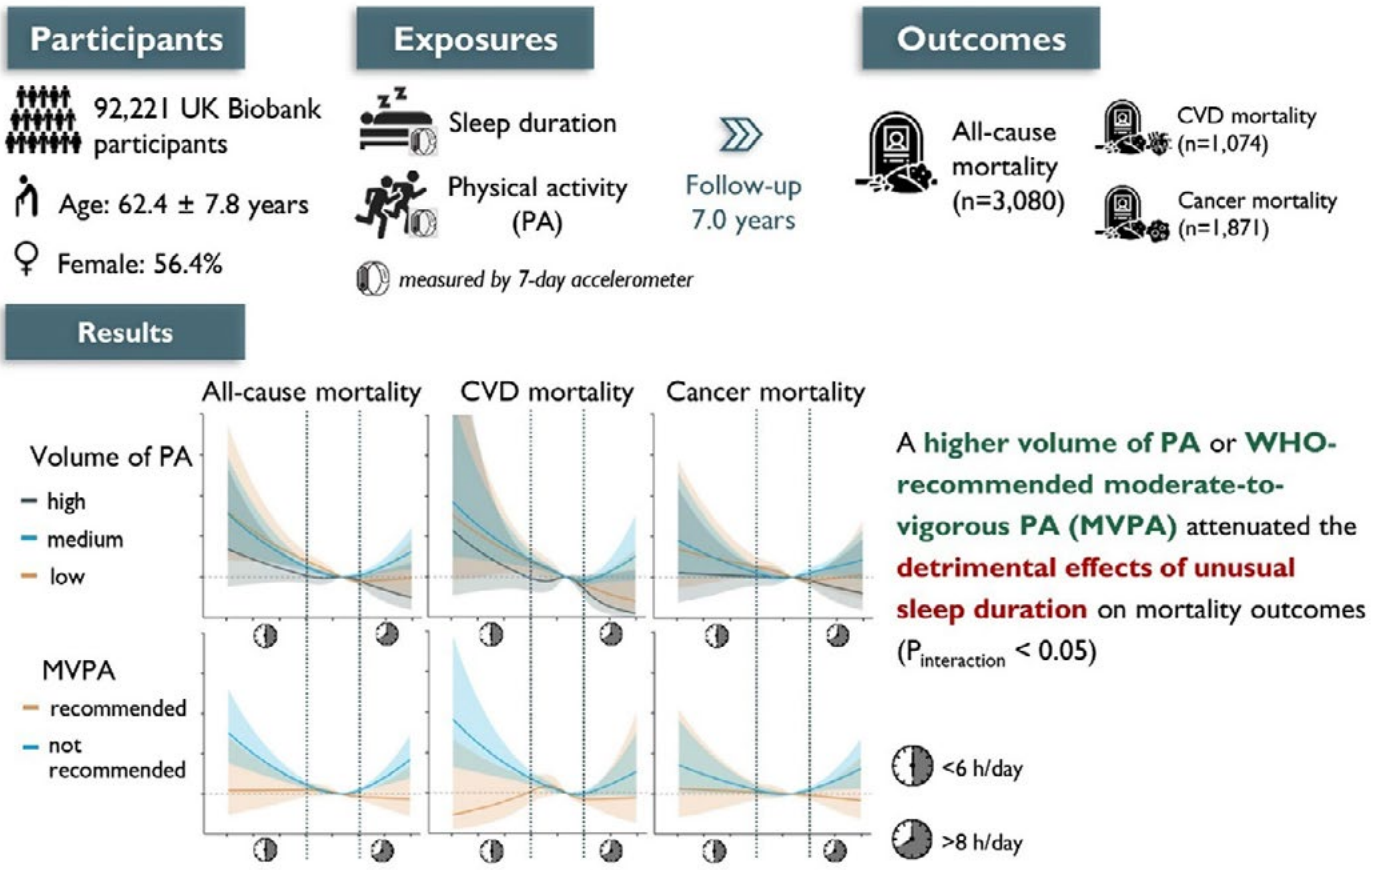 Participants
92,221 UK Biobank
participants
Age: 62.4 ± 7.8 years
Female: 56.4%
Exposures
z z z
Sleep duration
Physical activity
(PA)
measured by 7-day accelerometer
Follow-up
7.0 years
Outcomes
All-cause
mortality
(n=3,080)
CVD mortality
(n=1,074)
Cancer mortality
(n=1,871)
Results
All-cause mortality
CVD mortality
Cancer mortality
Volume of PA
high
medium
low
MVPA
recommended
not
recommended
A higher volume of PA or WHO-
recommended moderate-to-
vigorous PA (MVPA) attenuated the
detrimental effects of unusual
sleep duration on mortality outcomes
(Pinteraction < 0.05)
<6 h/day
>8 h/day